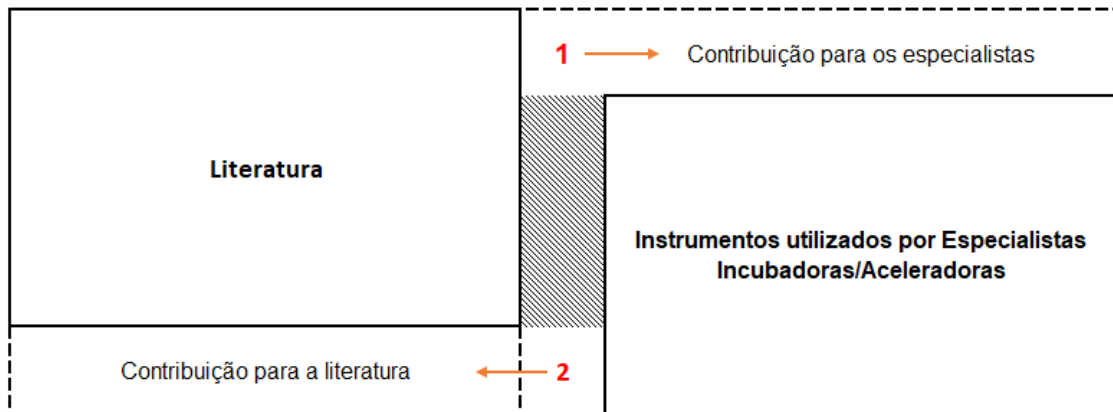 1
Contribuição para os especialistas
Literatura
Instrumentos utilizados por Especialistas
Incubadoras/Aceleradoras
Contribuição para a literatura
2